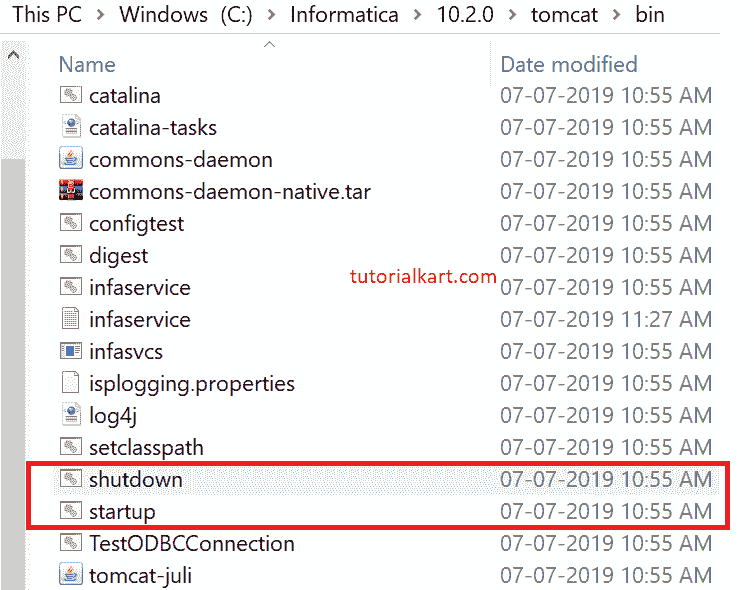 This PC > Windows (C:) > Informatica > 10.2.0 > tomcat > bin
Name Date modified
catalina 07-07-2019 10:55 AM
catalina-tasks 07-07-2019 10:55 AM
commons-daemon 07-07-2019 10:55 AM
commons-daemon-native.tar 07-07-2019 10:55 AM
configtest 07-07-2019 10:55 AM
digest 07-07-2019 10:55 AM
tutorialkart.com
infaservice 07-07-2019 10:55 AM
infaservice 07-07-2019 11:27 AM
infasvcs 07-07-2019 10:55 AM
isplogging.properties 07-07-2019 10:55 AM
log4j 07-07-2019 10:55 AM
setclasspath 07-07-2019 10:55 AM
shutdown 07-07-2019 10:55 AM
startup 07-07-2019 10:55 AM
TestODBCConnection 07-07-2019 10:55 AM
tomcat-juli 07-07-2019 10:55 AM